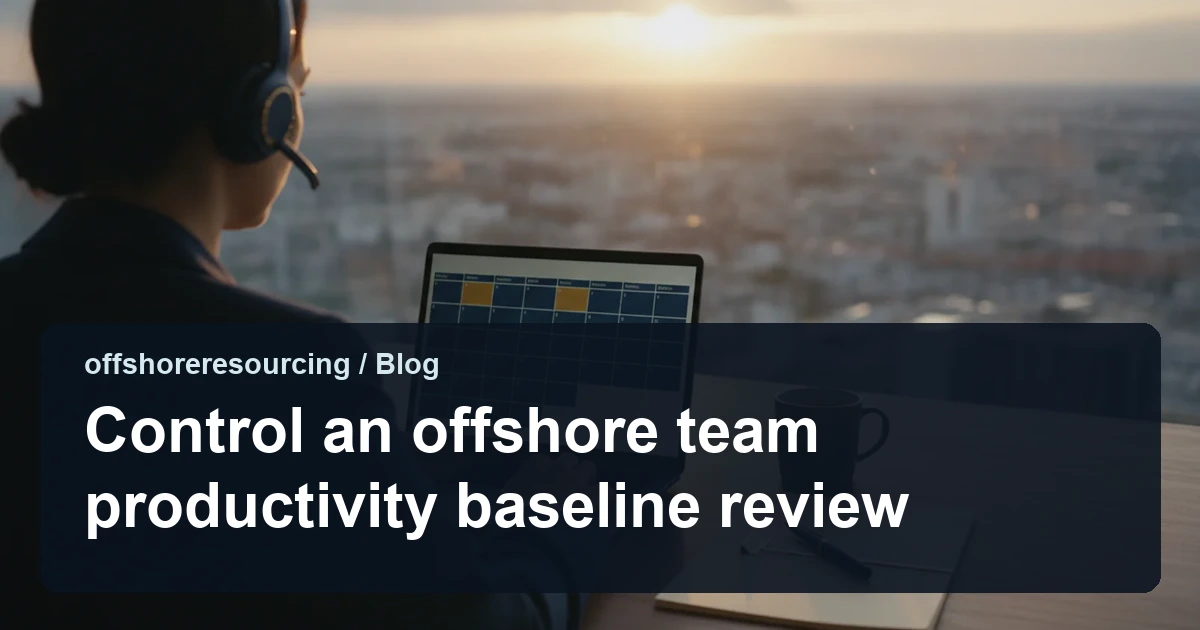 offshoreresourcing / Blog
Control an offshore team
productivity baseline review